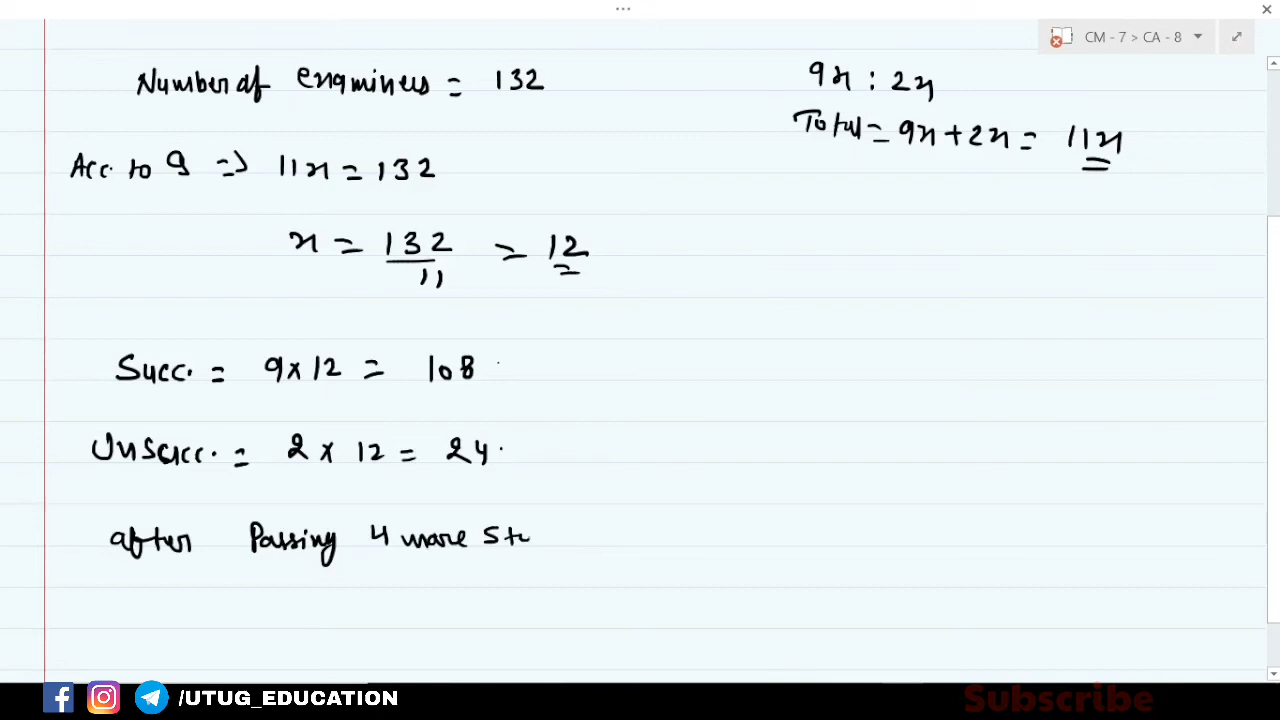 CM - 7 > CA - 8
Number of examiners = 132
9x : 2x
Total = 9x + 2x = 11x
Acc. to Q => 11x = 132
x = 132/11 = 12
Succ. = 9 x 12 = 108
Unsucc. = 2 x 12 = 24
after Passing 4 more St
/UTUG_EDUCATION
Subscribe